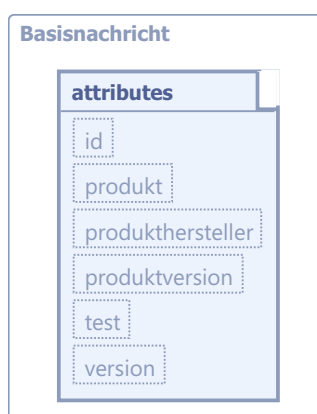 Basisnachricht
attributes
id
produkt
produkthersteller
produktversion
test
version